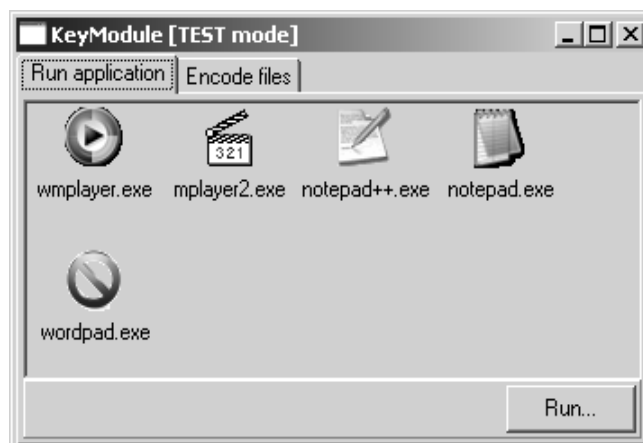 KeyModule [TEST mode]
Run application Encode files
321
wmplayer.exe mplayer2.exe notepad++.exe notepad.exe
wordpad.exe
Run...